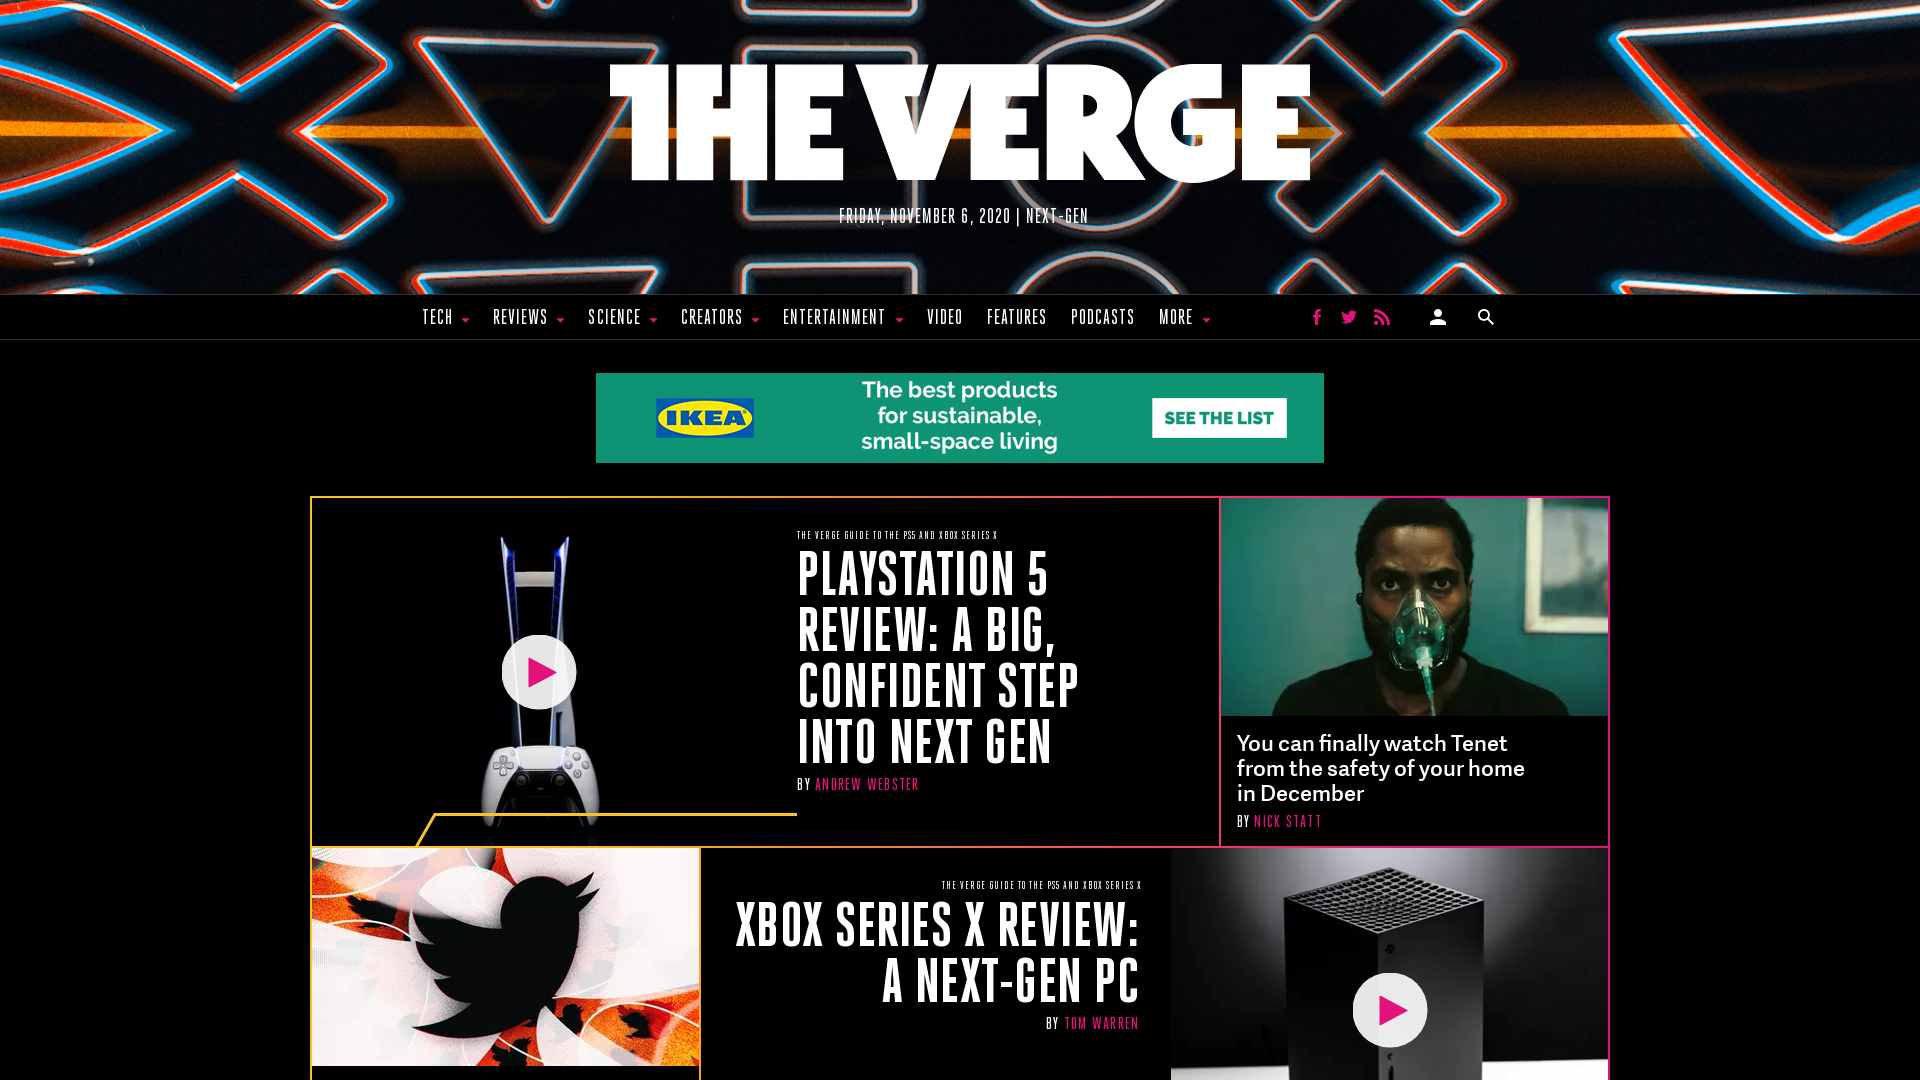 THE VERGE
FRIDAY, NOVEMBER 6, 2020 | NEXT-GEN
TECH REVIEWS SCIENCE CREATORS ENTERTAINMENT VIDEO FEATURES PODCASTS MORE
IKEA
The best products
for sustainable,
small-space living
SEE THE LIST
THE VERGE GUIDE TO THE PS5 AND XBOX SERIES X
PLAYSTATION 5
REVIEW: A BIG,
CONFIDENT STEP
INTO NEXT GEN
BY ANDREW WEBSTER
You can finally watch Tenet
from the safety of your home
in December
BY NICK STATT
THE VERGE GUIDE TO THE PS5 AND XBOX SERIES X
XBOX SERIES X REVIEW:
A NEXT-GEN PC
BY TOM WARREN